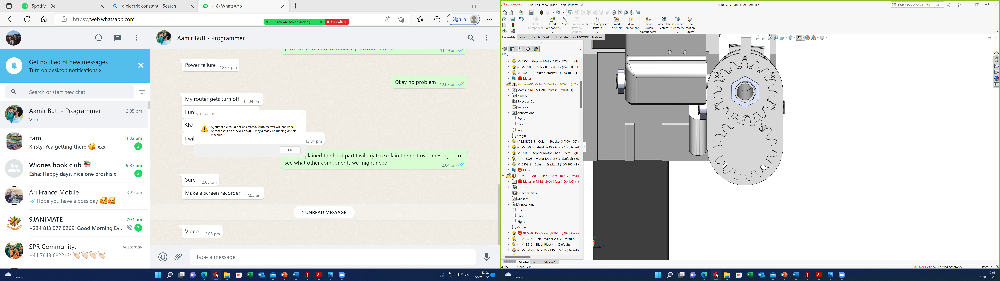 Spotify – Be
dielectric constant - Search
(18) WhatsApp
https://web.whatsapp.com
You are screen sharing
Stop Share
Sign in
Aamir Butt - Programmer
Get notified of new messages
Turn on desktop notifications >
Search or start new chat
Aamir Butt - Programmer
12:05 pm
Video
Fam
11:32 am
Kirsty: Yea getting there 😘 xxx
3
Widnes book club 📚
9:37 am
Esha: Happy days, nice one broskis x
2
Ari France Mobile
8:29 am
Hope you have a boss day 🥰🥰
9JANIMATE
7:51 am
+234 813 077 0269: Good Morning Ev...
3
SPR Community.
yesterday
+44 7843 682213: 👏🏻👏🏻👏🏻👏🏻
11:49 am
Power failure 12:03 pm
Okay no problem 12:03 pm
My router gets turn off 12:04 pm
I un
Shar
I wil
12:04 pm
SOLIDWORKS
A journal file could not be created. Auto recover will not work.
Another session of SOLIDWORKS may already be running on this
machine.
OK
explained the hard part I will try to explain the rest over messages to
see what other components we might need
12:04 pm
Sure 12:05 pm
Make a screen recorder 12:05 pm
1 UNREAD MESSAGE
Video 12:05 pm
Type a message
13°C
Cloudy
ENG
UK
12:08
27/09/2022
12
SOLIDWORKS
File Edit View Insert Tools Window
M-BS-GA01 Mast (100x100) (1) *
Search SOLIDWORKS Help
Edit
Component
Insert
Components
Mate
Component
Preview
Window
Linear Component
Pattern
Smart
Fasteners
Move
Component
Show
Hidden
Components
Assembly
Features
Reference
Geometry
New
Motion
Study
Assembly Layout Sketch Markup Evaluate SOLIDWORKS Add-Ins
M-BS03 - Stepper Motor 112 X 57Mm High
(-) M-BS03 - Motor Bracket<1> (Default<<D
M-BS02-2 - Column Bracket 2 (100x100)<1>
Mates
M-BS-SA01 Motor & Brackets(100x100)<2>
Mates in M-BS-GA01 Mast (100x100) (1)
History
Selection Sets
Sensors
Annotations
Front
Top
Right
Origin
(f) M-BS02-3 - Column Bracket 3 (100x100)<
(-) M-BS05 - 84ABT 5-30 - ABPT<1> (Defaul
M-BS03 - Stepper Motor 112 X 57Mm High
(-) M-BS03 - Motor Bracket<1> (Default<<D
M-BS02-2 - Column Bracket 2 (100x100)<1>
Mates
(-) M-BS-SA02 - Slider (100x100)<1> (Defau
Mates in M-BS-GA01 Mast (100x100) (1)
History
Selection Sets
Sensors
Annotations
Front
Top
Right
Origin
(f) M-BS15 - Slider (100x100) (Belt Gap)<
(-) M-BS14 - Belt Retainer 2<2> (Default)
(-) M-BS16 - Slider Pivot<1> (Default)
(-) M-BS17 - Slider Pivot Part 2<1> (Default)
Model Motion Study 1
M-BS25-2 - Gear 2<1>
Over Defined Editing Assembly Custom
13°C
Cloudy
12:08
27/09/2022